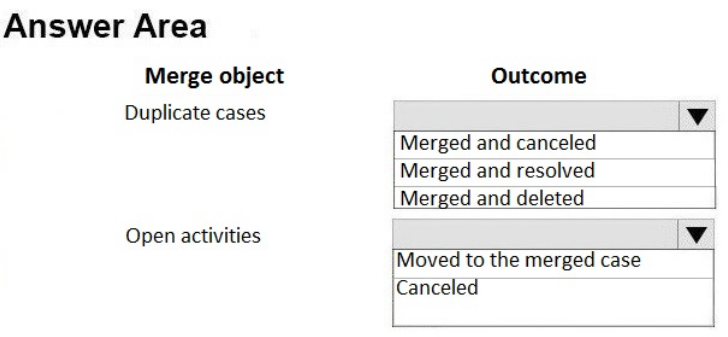 Answer Area
Merge object Outcome
Duplicate cases
Merged and canceled
Merged and resolved
Merged and deleted
Open activities
Moved to the merged case
Canceled